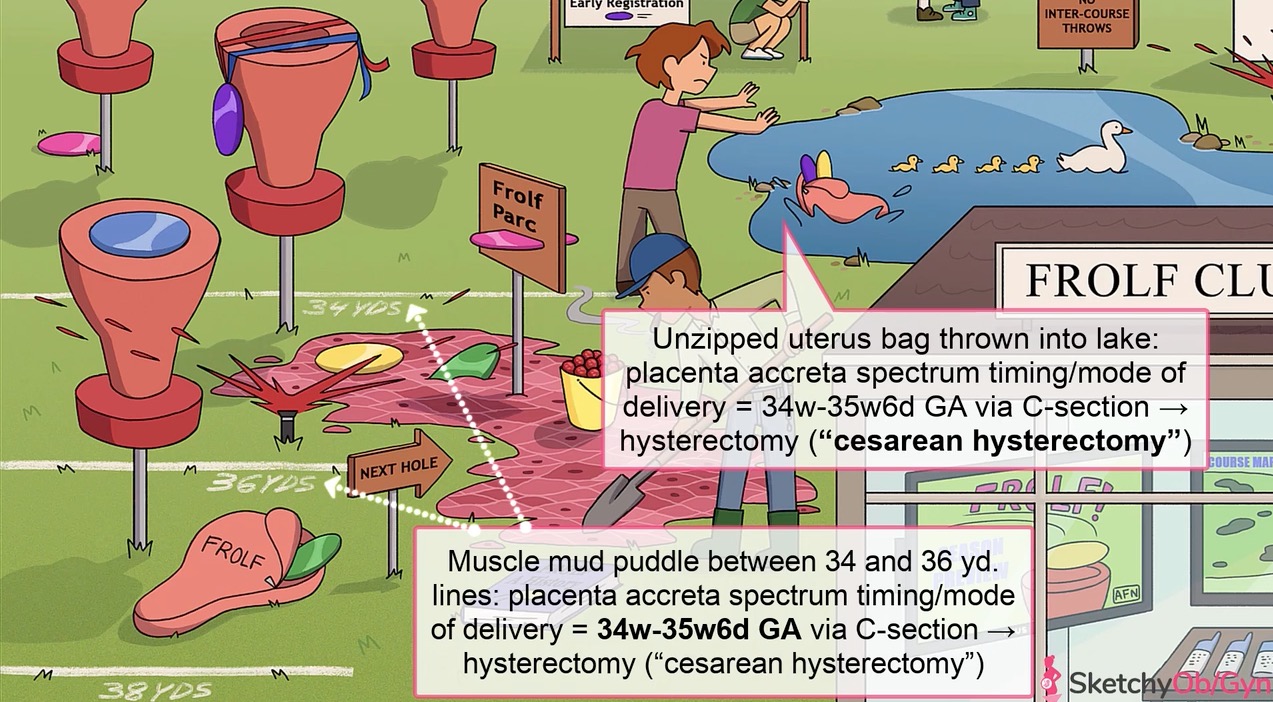 Early Registration
NO
INTER-COURSE
THROWS
Frolf
Parc
FROLF CLU
34 YDS
Unzipped uterus bag thrown into lake:
placenta accreta spectrum timing/mode of
delivery = 34w-35w6d GA via C-section →
hysterectomy (“cesarean hysterectomy”)
NEXT HOLE
36 YDS
COURSE MA
FROLF!
FROLF
Muscle mud puddle between 34 and 36 yd.
lines: placenta accreta spectrum timing/mode
of delivery = 34w-35w6d GA via C-section →
hysterectomy (“cesarean hysterectomy”)
AFN
38 YDS
SketchyOb/Gyn